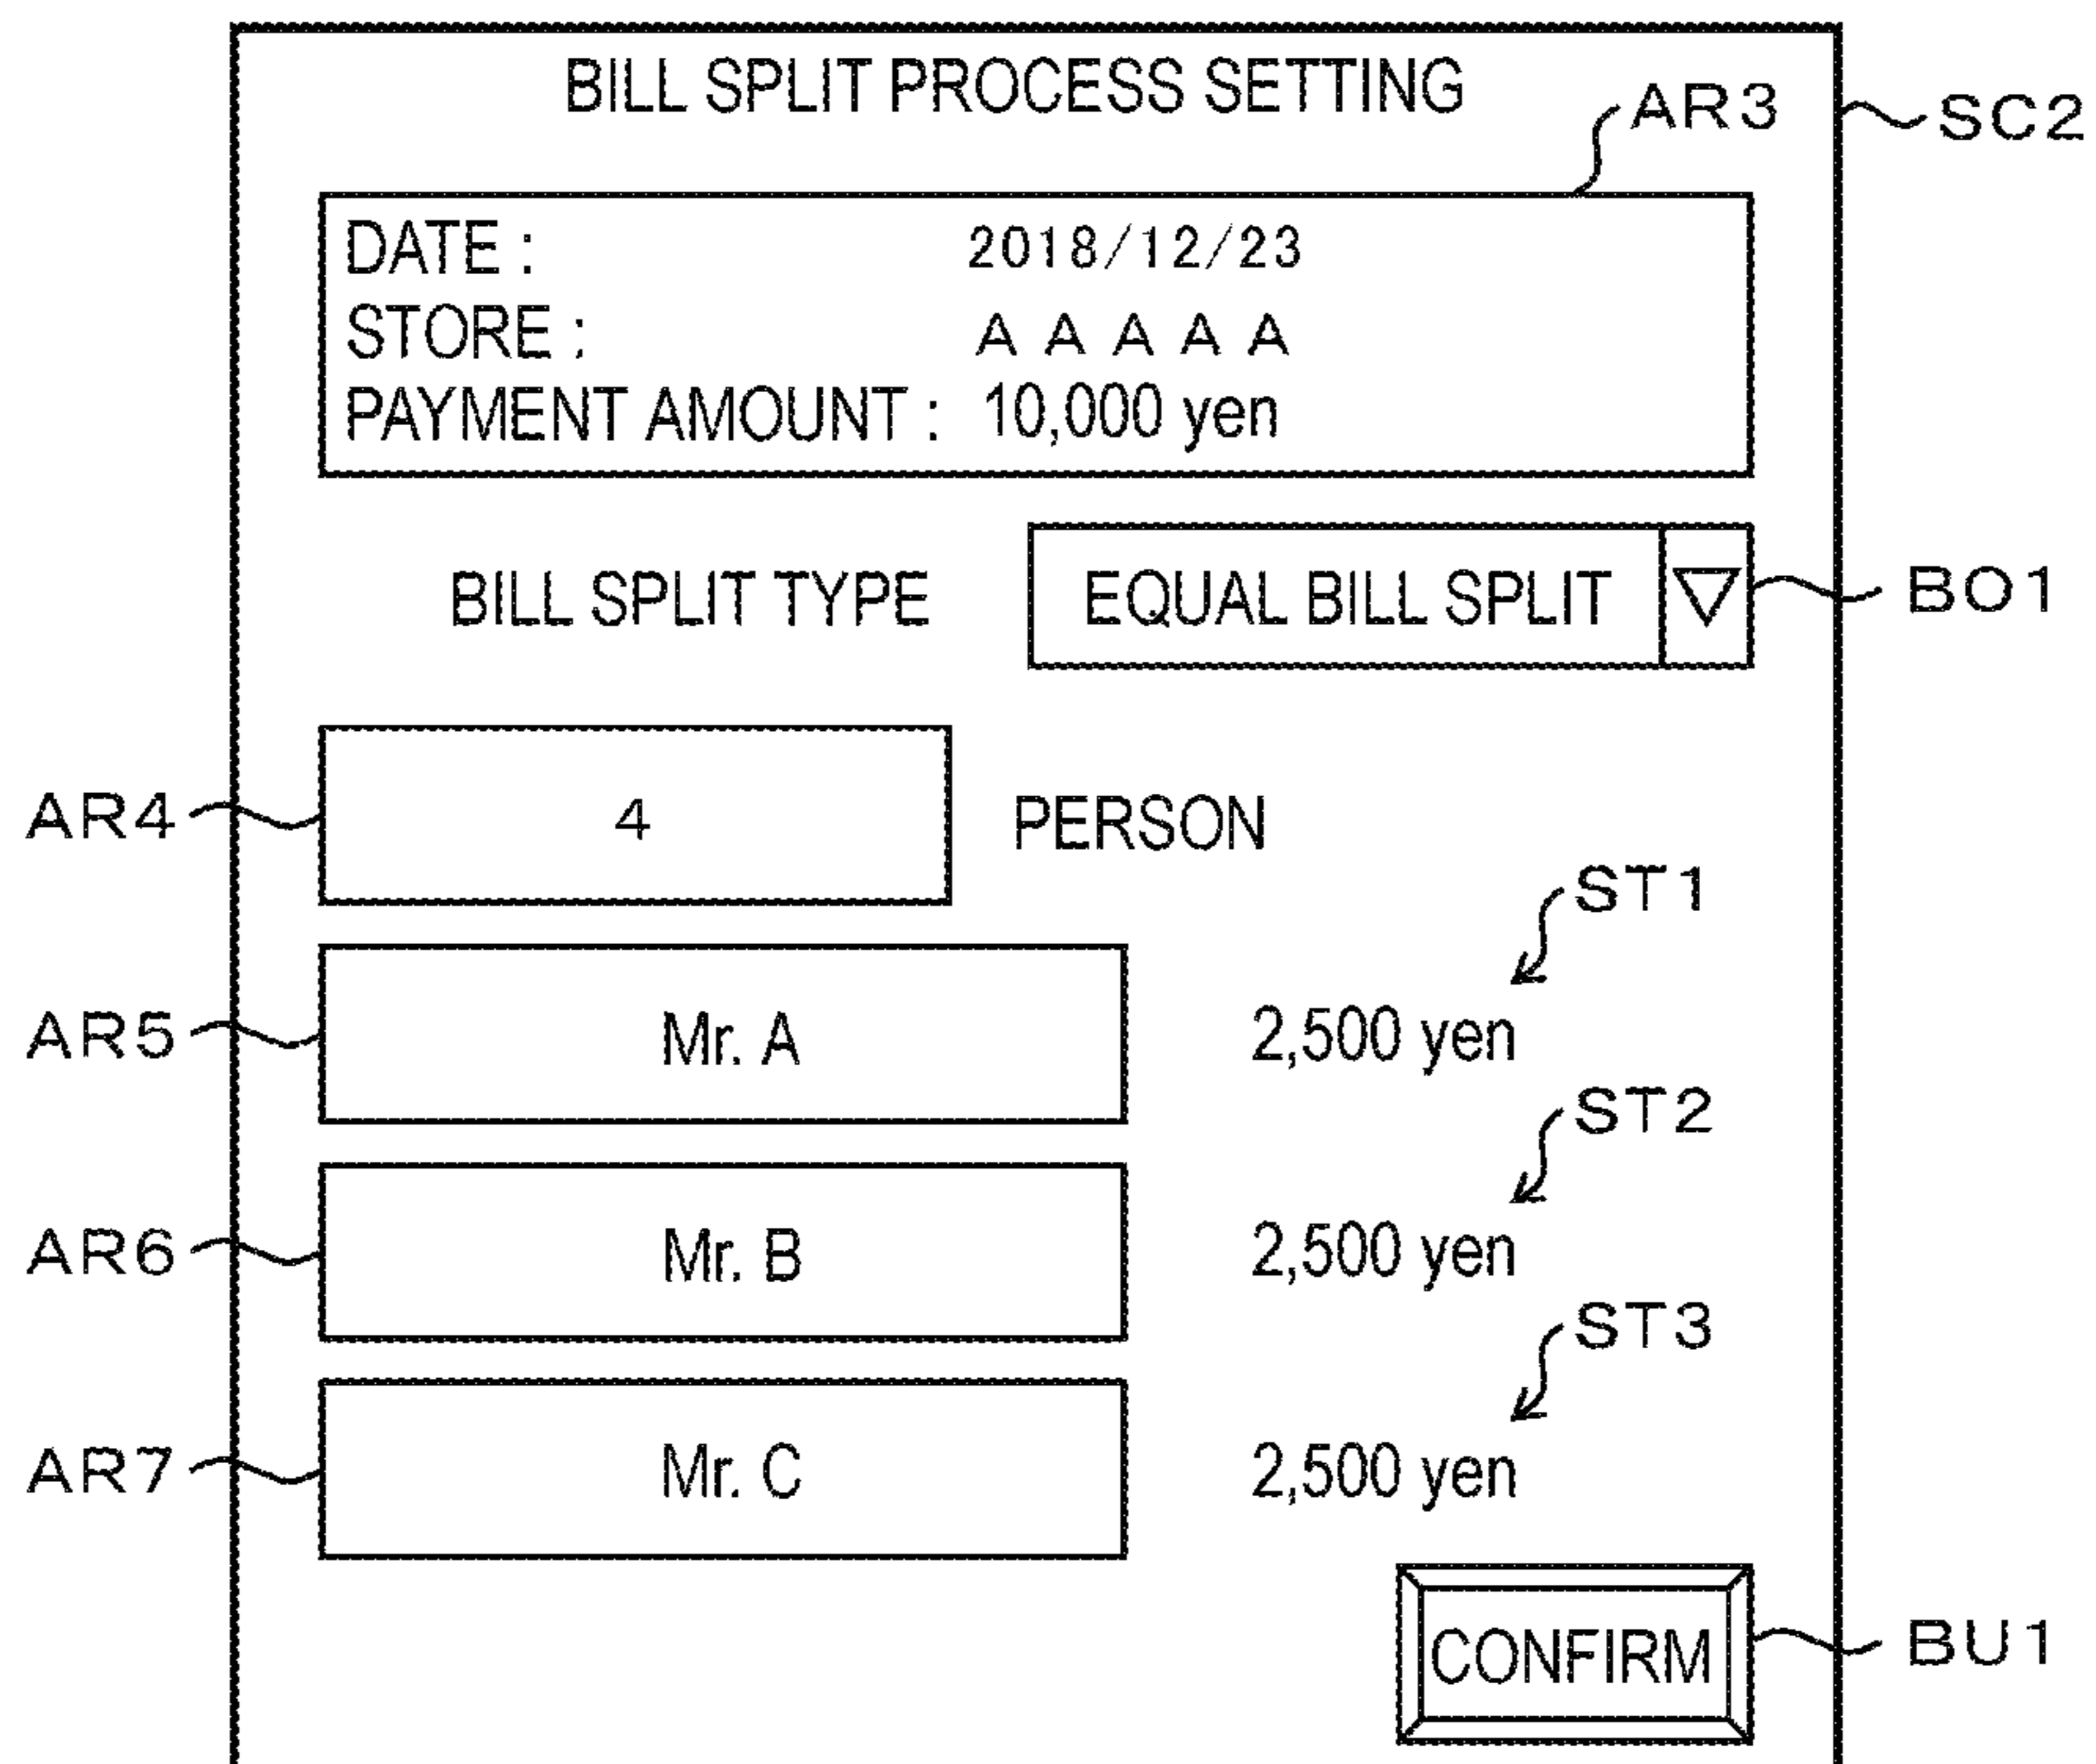 BILL SPLIT PROCESS SETTING
AR3
SC2
DATE : 2018/12/23
STORE : A A A A A
PAYMENT AMOUNT : 10,000 yen
BILL SPLIT TYPE EQUAL BILL SPLIT BO1
AR4 4 PERSON
ST1
AR5 Mr. A 2,500 yen
ST2
AR6 Mr. B 2,500 yen
ST3
AR7 Mr. C 2,500 yen
CONFIRM BU1